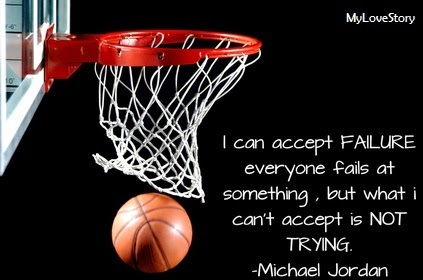 MyLoveStory
I can accept FAILURE
everyone fails at
something , but what i
can't accept is NOT
TRYING.
-Michael Jordan